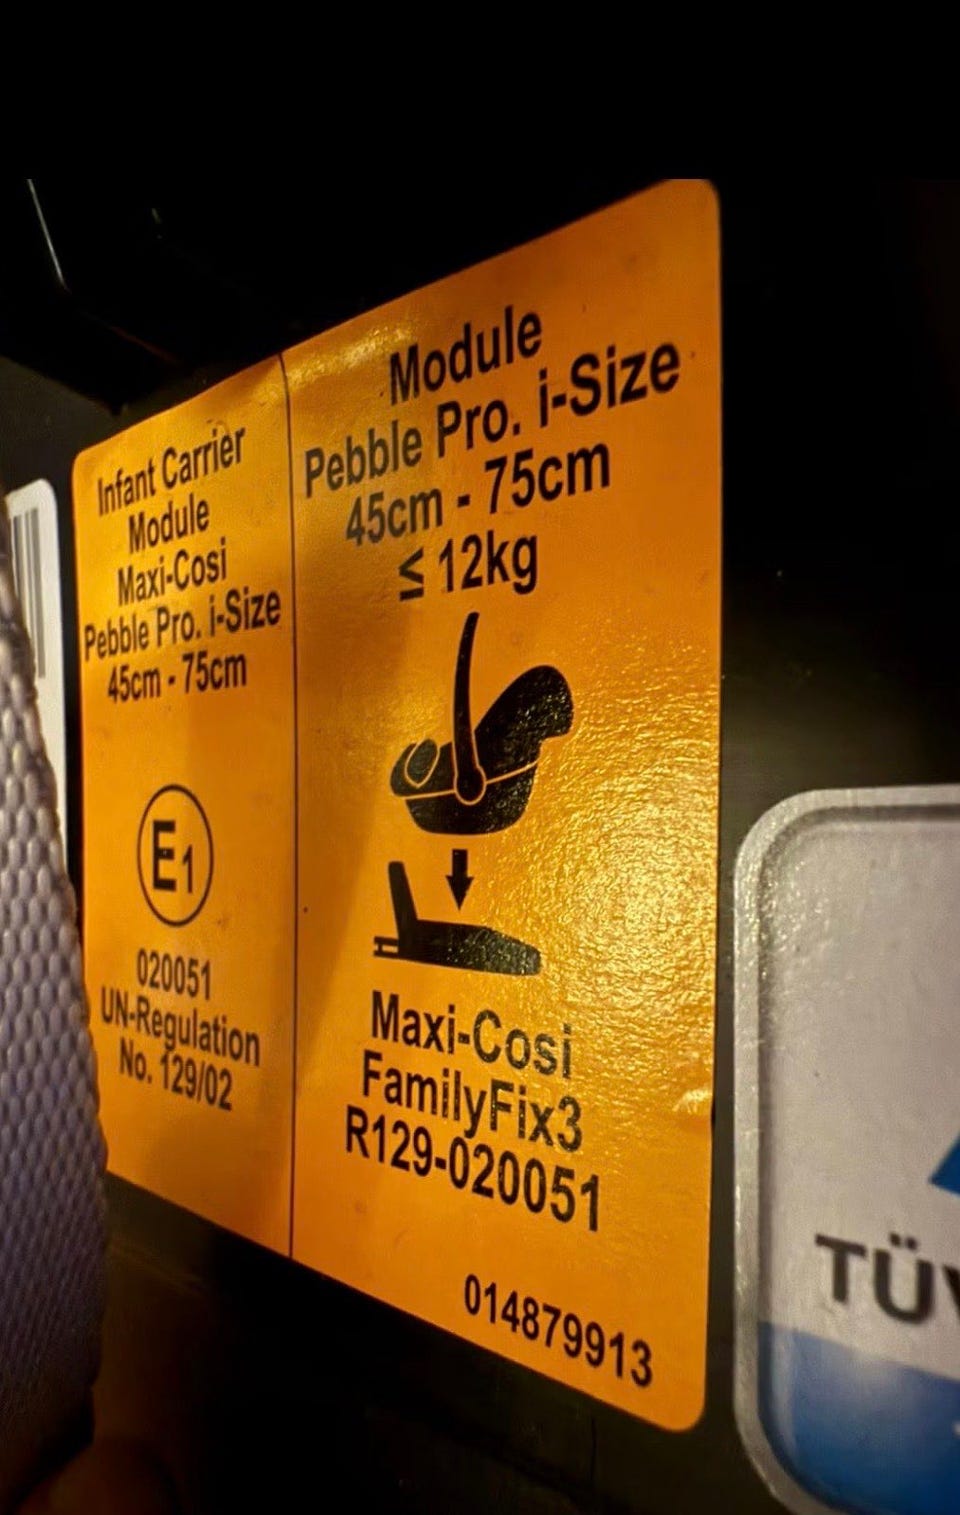 Infant Carrier
Module
Maxi-Cosi
Pebble Pro. i-Size
45cm - 75cm
E1
020051
UN-Regulation
No. 129/02
Module
Pebble Pro. i-Size
45cm - 75cm
≤ 12kg
Maxi-Cosi
FamilyFix3
R129-020051
014879913